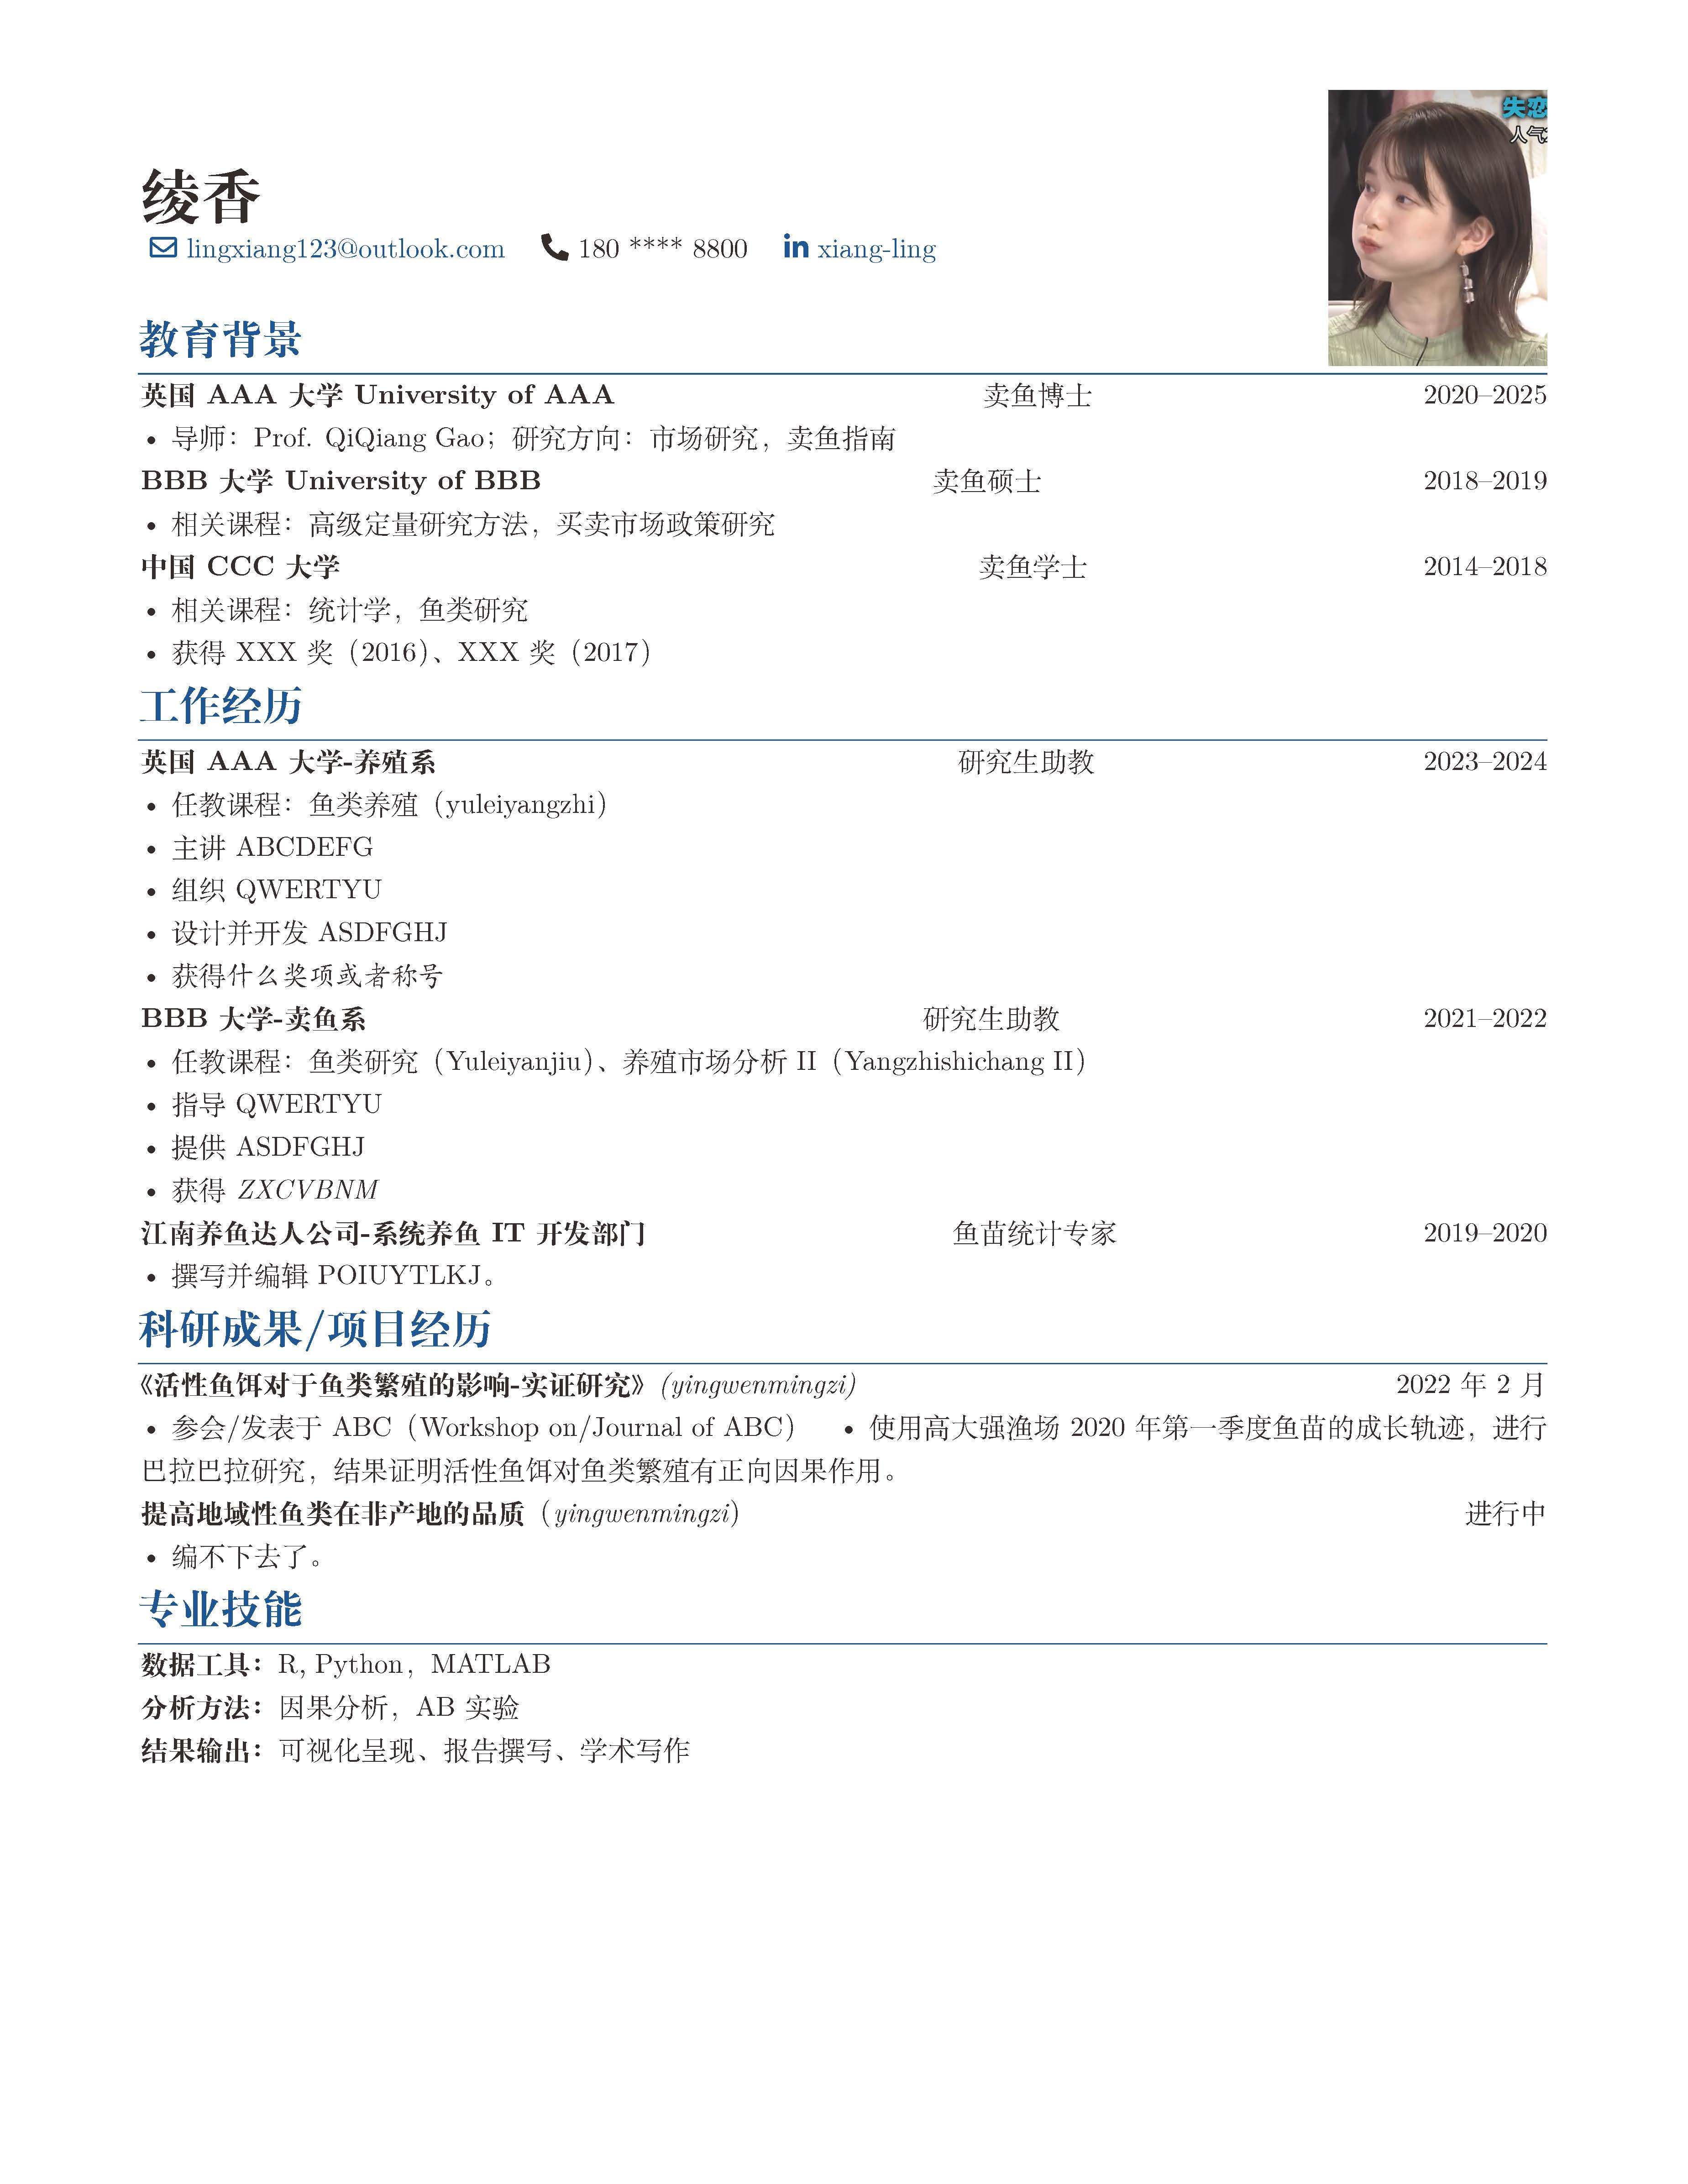 失恋
人气
绫香
lingxiang123@outlook.com 180 **** 8800 xiang-ling
教育背景
英国 AAA 大学 University of AAA 卖鱼博士 2020–2025
• 导师：Prof. QiQiang Gao；研究方向：市场研究，卖鱼指南
BBB 大学 University of BBB 卖鱼硕士 2018–2019
• 相关课程：高级定量研究方法，买卖市场政策研究
中国 CCC 大学 卖鱼学士 2014–2018
• 相关课程：统计学，鱼类研究
• 获得 XXX 奖（2016）、XXX 奖（2017）
工作经历
英国 AAA 大学-养殖系 研究生助教 2023–2024
• 任教课程：鱼类养殖（yuleiyangzhi）
• 主讲 ABCDEFG
• 组织 QWERTYU
• 设计并开发 ASDFGHJ
• 获得什么奖项或者称号
BBB 大学-卖鱼系 研究生助教 2021–2022
• 任教课程：鱼类研究（Yuleiyanjiu）、养殖市场分析 II（Yangzhishichang II）
• 指导 QWERTYU
• 提供 ASDFGHJ
• 获得 ZXCVBNM
江南养鱼达人公司-系统养鱼 IT 开发部门 鱼苗统计专家 2019–2020
• 撰写并编辑 POIUYTLKJ。
科研成果/项目经历
《活性鱼饵对于鱼类繁殖的影响-实证研究》(yingwenmingzi) 2022 年 2 月
• 参会/发表于 ABC（Workshop on/Journal of ABC） • 使用高大强渔场 2020 年第一季度鱼苗的成长轨迹，进行
巴拉巴拉研究，结果证明活性鱼饵对鱼类繁殖有正向因果作用。
提高地域性鱼类在非产地的品质（yingwenmingzi） 进行中
• 编不下去了。
专业技能
数据工具：R, Python，MATLAB
分析方法：因果分析，AB 实验
结果输出：可视化呈现、报告撰写、学术写作